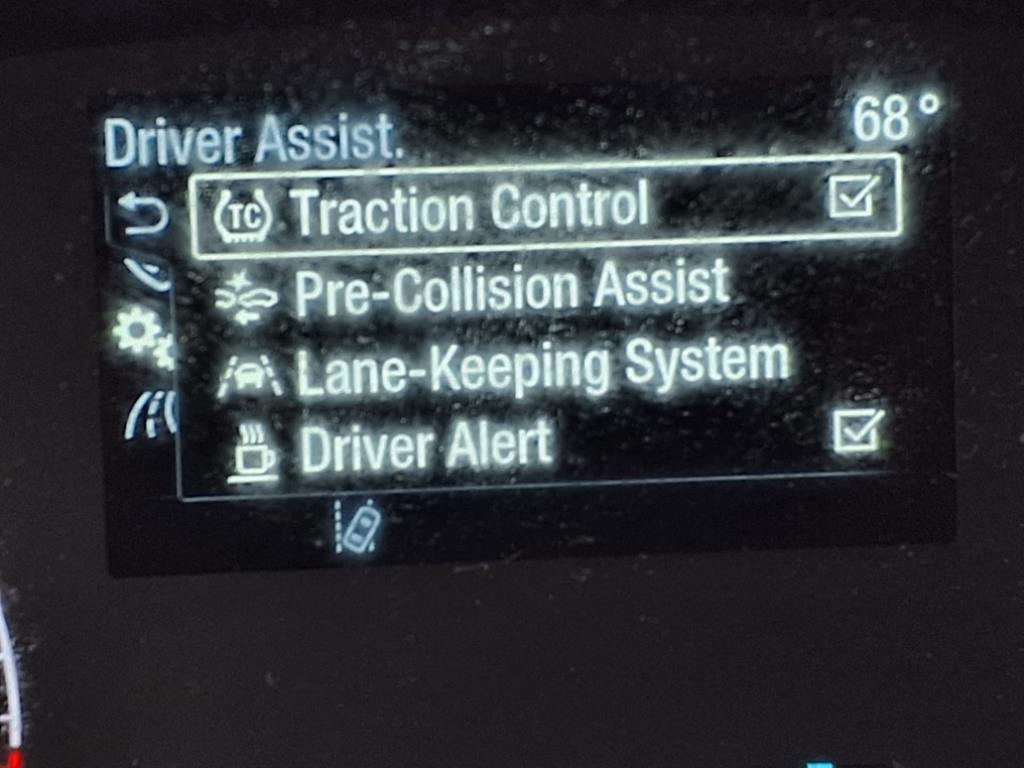 Driver Assist.
68°
TC Traction Control
Pre-Collision Assist
Lane-Keeping System
Driver Alert